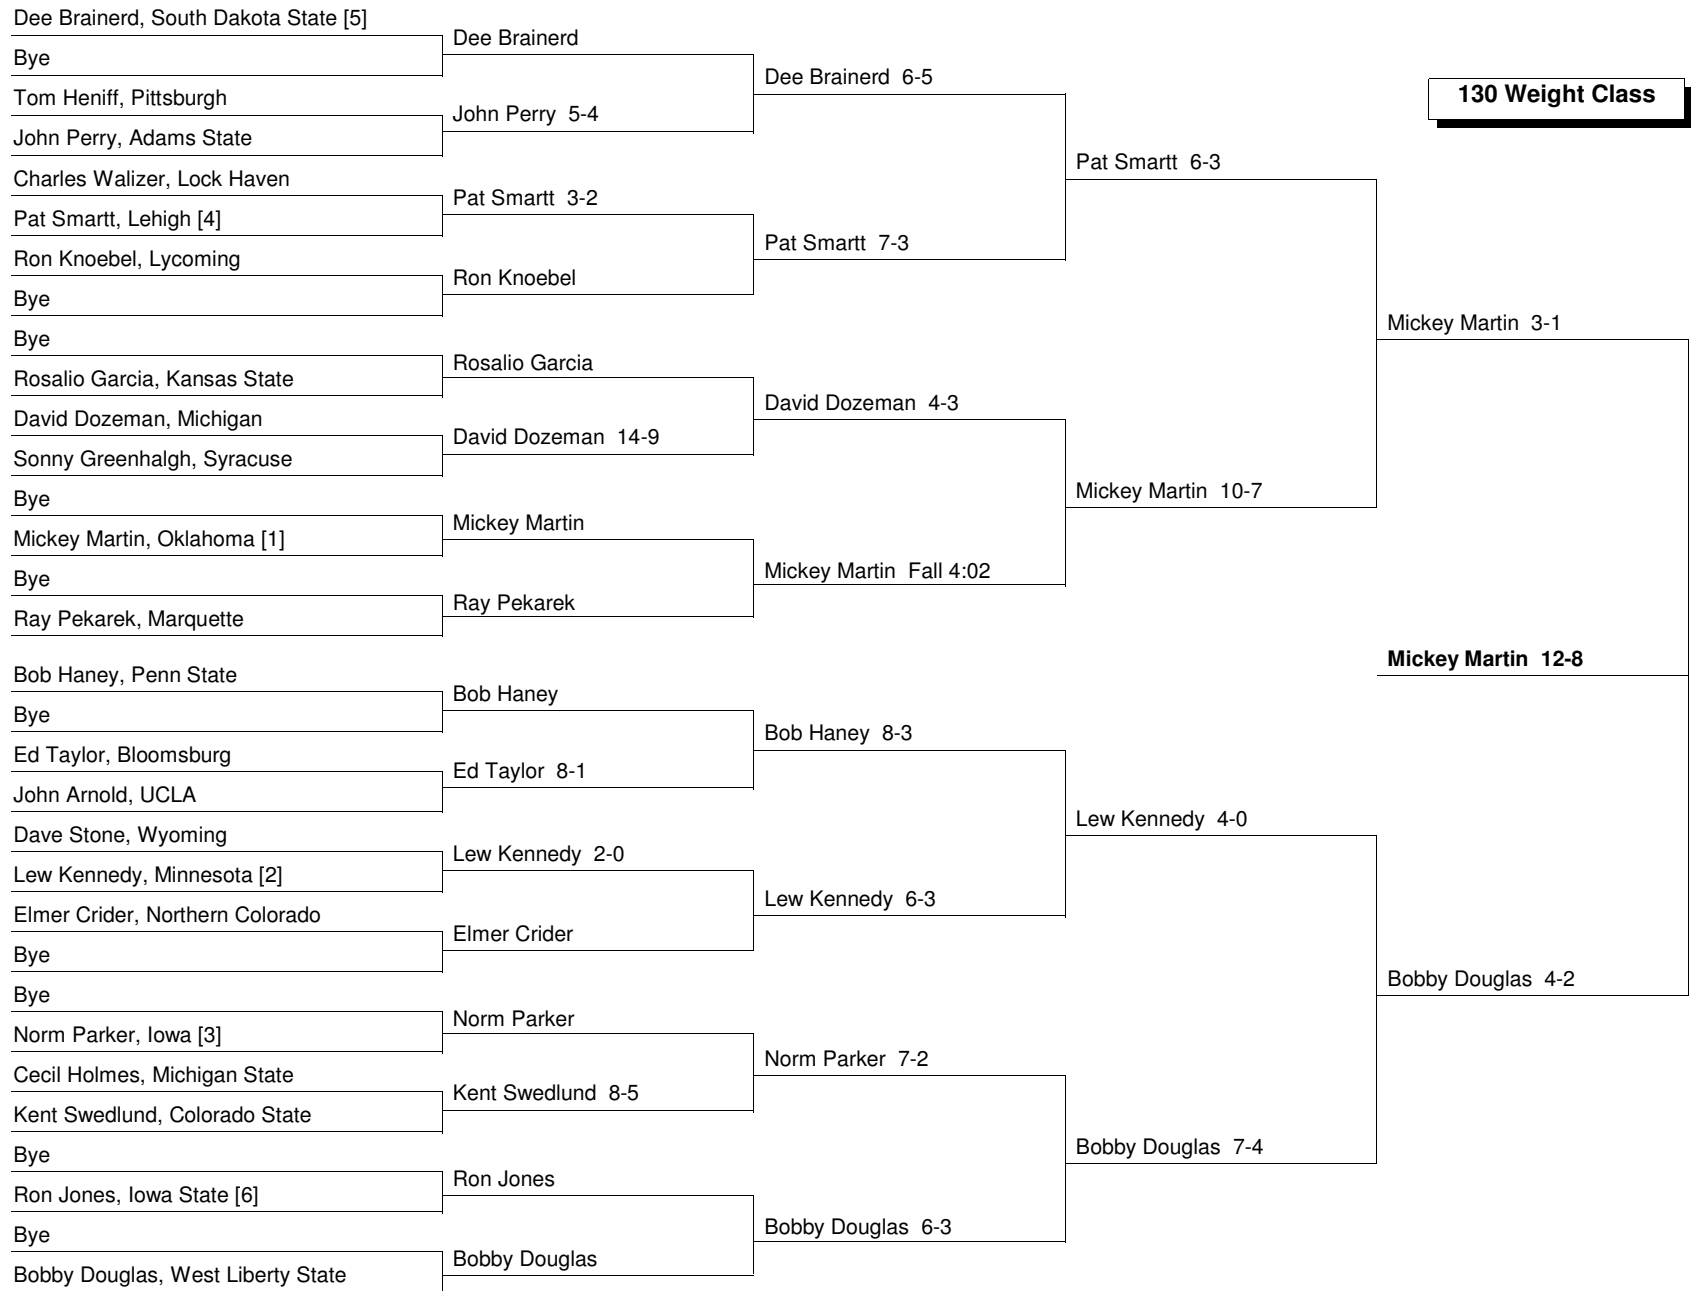 130 Weight Class
Dee Brainerd, South Dakota State [5]
Bye
Tom Heniff, Pittsburgh
John Perry, Adams State
Charles Walizer, Lock Haven
Pat Smartt, Lehigh [4]
Ron Knoebel, Lycoming
Bye
Bye
Rosalio Garcia, Kansas State
David Dozeman, Michigan
Sonny Greenhalgh, Syracuse
Bye
Mickey Martin, Oklahoma [1]
Bye
Ray Pekarek, Marquette
Bob Haney, Penn State
Bye
Ed Taylor, Bloomsburg
John Arnold, UCLA
Dave Stone, Wyoming
Lew Kennedy, Minnesota [2]
Elmer Crider, Northern Colorado
Bye
Bye
Norm Parker, Iowa [3]
Cecil Holmes, Michigan State
Kent Swedlund, Colorado State
Bye
Ron Jones, Iowa State [6]
Bye
Bobby Douglas, West Liberty State
Dee Brainerd
John Perry 5-4
Pat Smartt 3-2
Ron Knoebel
Rosalio Garcia
David Dozeman 14-9
Mickey Martin
Ray Pekarek
Bob Haney
Ed Taylor 8-1
Lew Kennedy 2-0
Elmer Crider
Norm Parker
Kent Swedlund 8-5
Ron Jones
Bobby Douglas
Dee Brainerd 6-5
Pat Smartt 7-3
David Dozeman 4-3
Mickey Martin Fall 4:02
Bob Haney 8-3
Lew Kennedy 6-3
Norm Parker 7-2
Bobby Douglas 6-3
Pat Smartt 6-3
Mickey Martin 10-7
Lew Kennedy 4-0
Bobby Douglas 7-4
Mickey Martin 3-1
Bobby Douglas 4-2
Mickey Martin 12-8